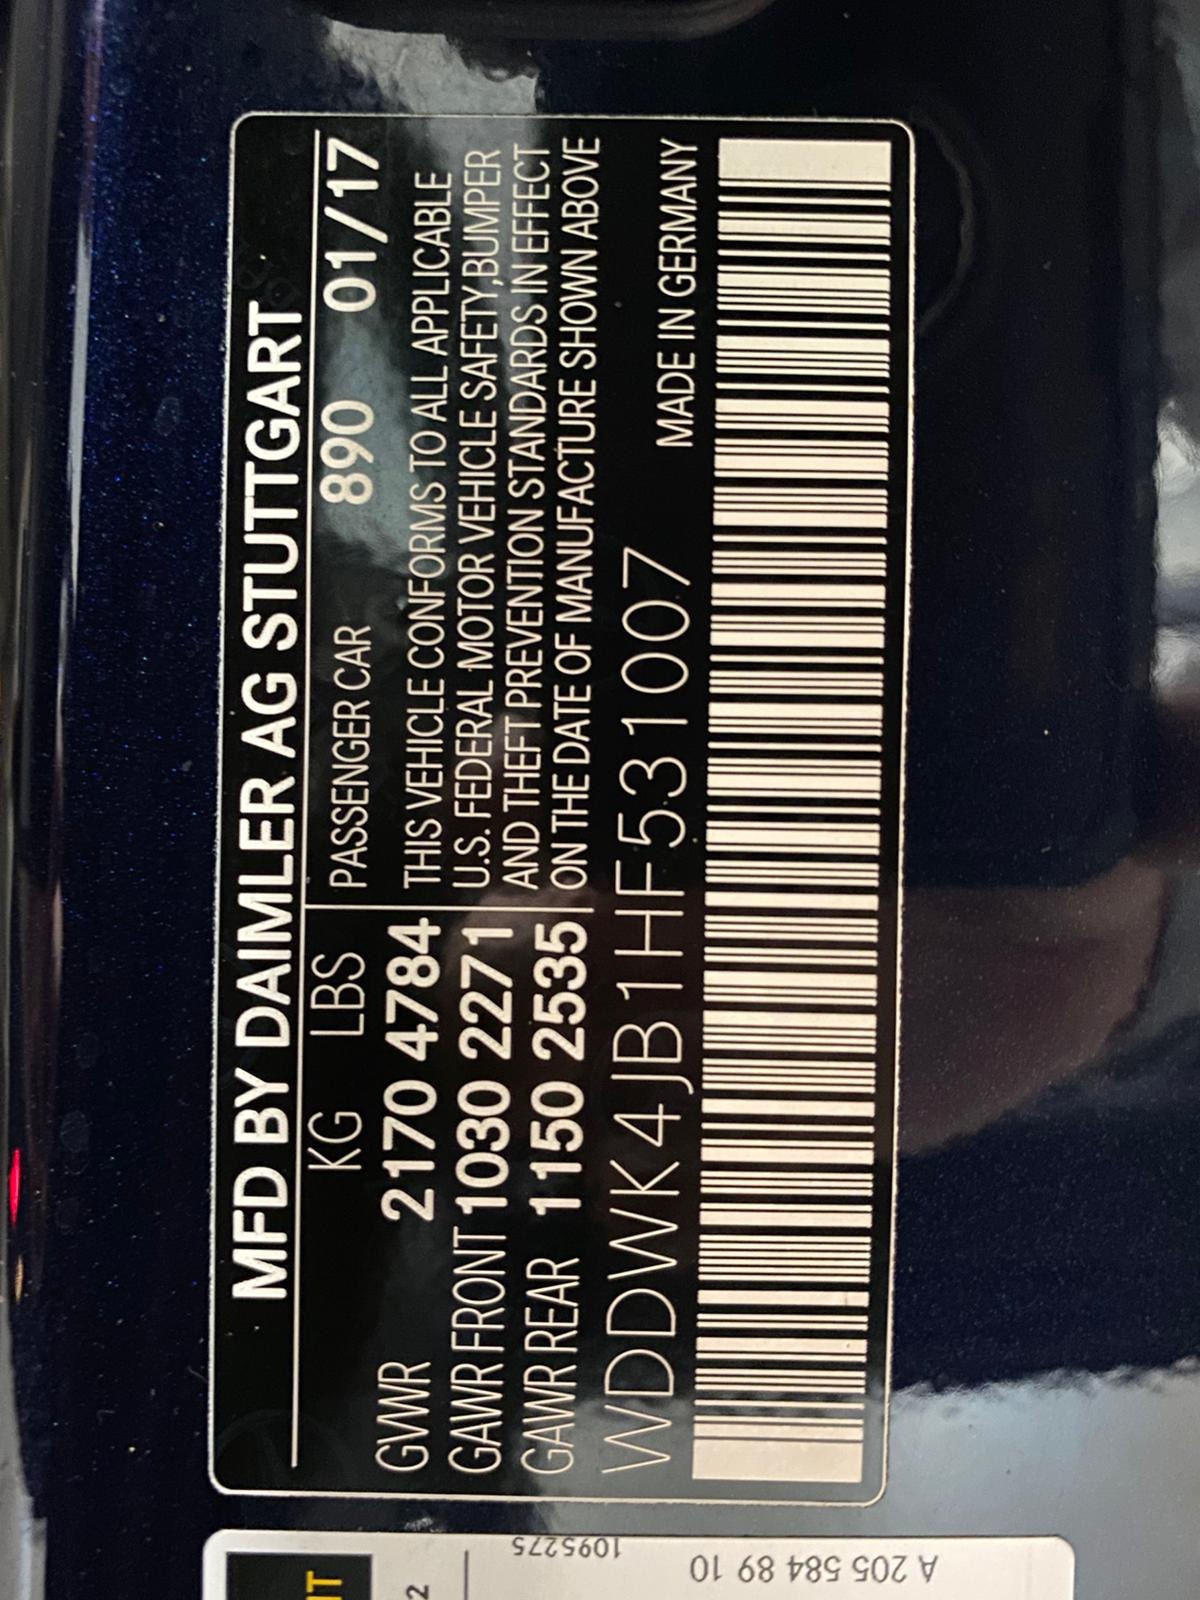 MFD BY DAIMLER AG STUTTGART
KG LBS PASSENGER CAR 890 01/17
GVWR 2170 4784 THIS VEHICLE CONFORMS TO ALL APPLICABLE
GAWR FRONT 1030 2271 U.S. FEDERAL MOTOR VEHICLE SAFETY,BUMPER
GAWR REAR 1150 2535 AND THEFT PREVENTION STANDARDS IN EFFECT
ON THE DATE OF MANUFACTURE SHOWN ABOVE
WDDWK4JB1HF531007 MADE IN GERMANY
A 205 584 89 10
1095275